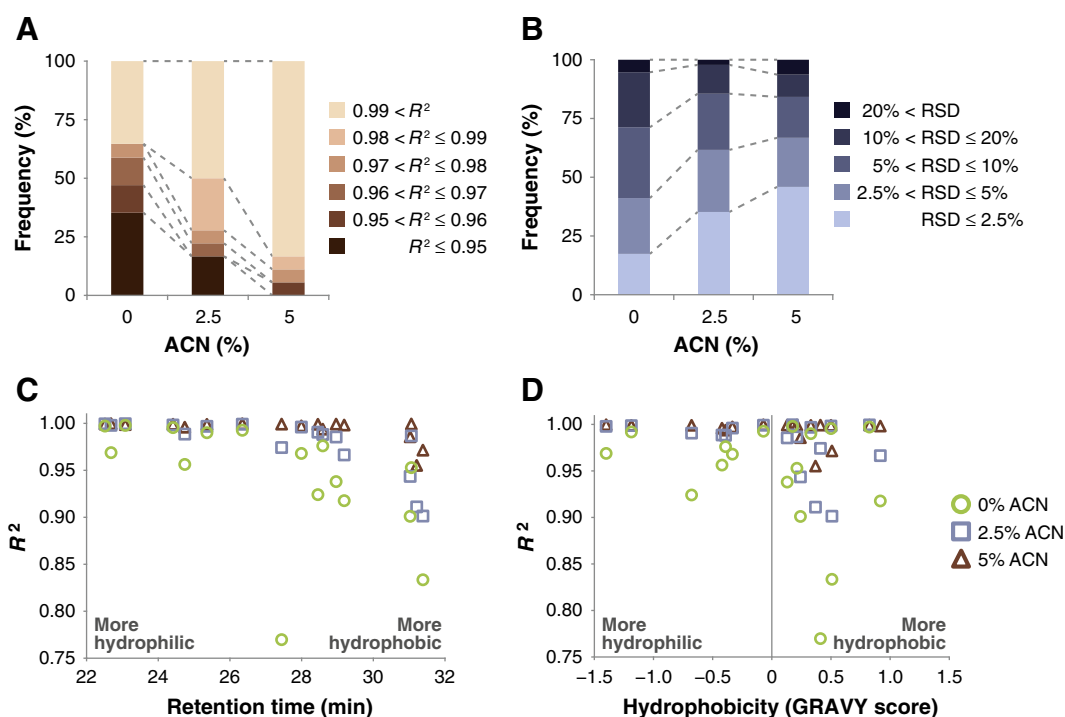 A
100
75
50
25
0
Frequency (%)
0
2.5
5
ACN (%)
0.99 < R²
0.98 < R² ≤ 0.99
0.97 < R² ≤ 0.98
0.96 < R² ≤ 0.97
0.95 < R² ≤ 0.96
R² ≤ 0.95
B
100
75
50
25
0
Frequency (%)
0
2.5
5
ACN (%)
20% < RSD
10% < RSD ≤ 20%
5% < RSD ≤ 10%
2.5% < RSD ≤ 5%
RSD ≤ 2.5%
C
1.00
0.95
0.90
0.85
0.80
0.75
R²
More
hydrophilic
More
hydrophobic
22
24
26
28
30
32
Retention time (min)
D
1.00
0.95
0.90
0.85
0.80
0.75
R²
More
hydrophilic
More
hydrophobic
−1.5
−1.0
−0.5
0
0.5
1.0
1.5
Hydrophobicity (GRAVY score)
0% ACN
2.5% ACN
5% ACN